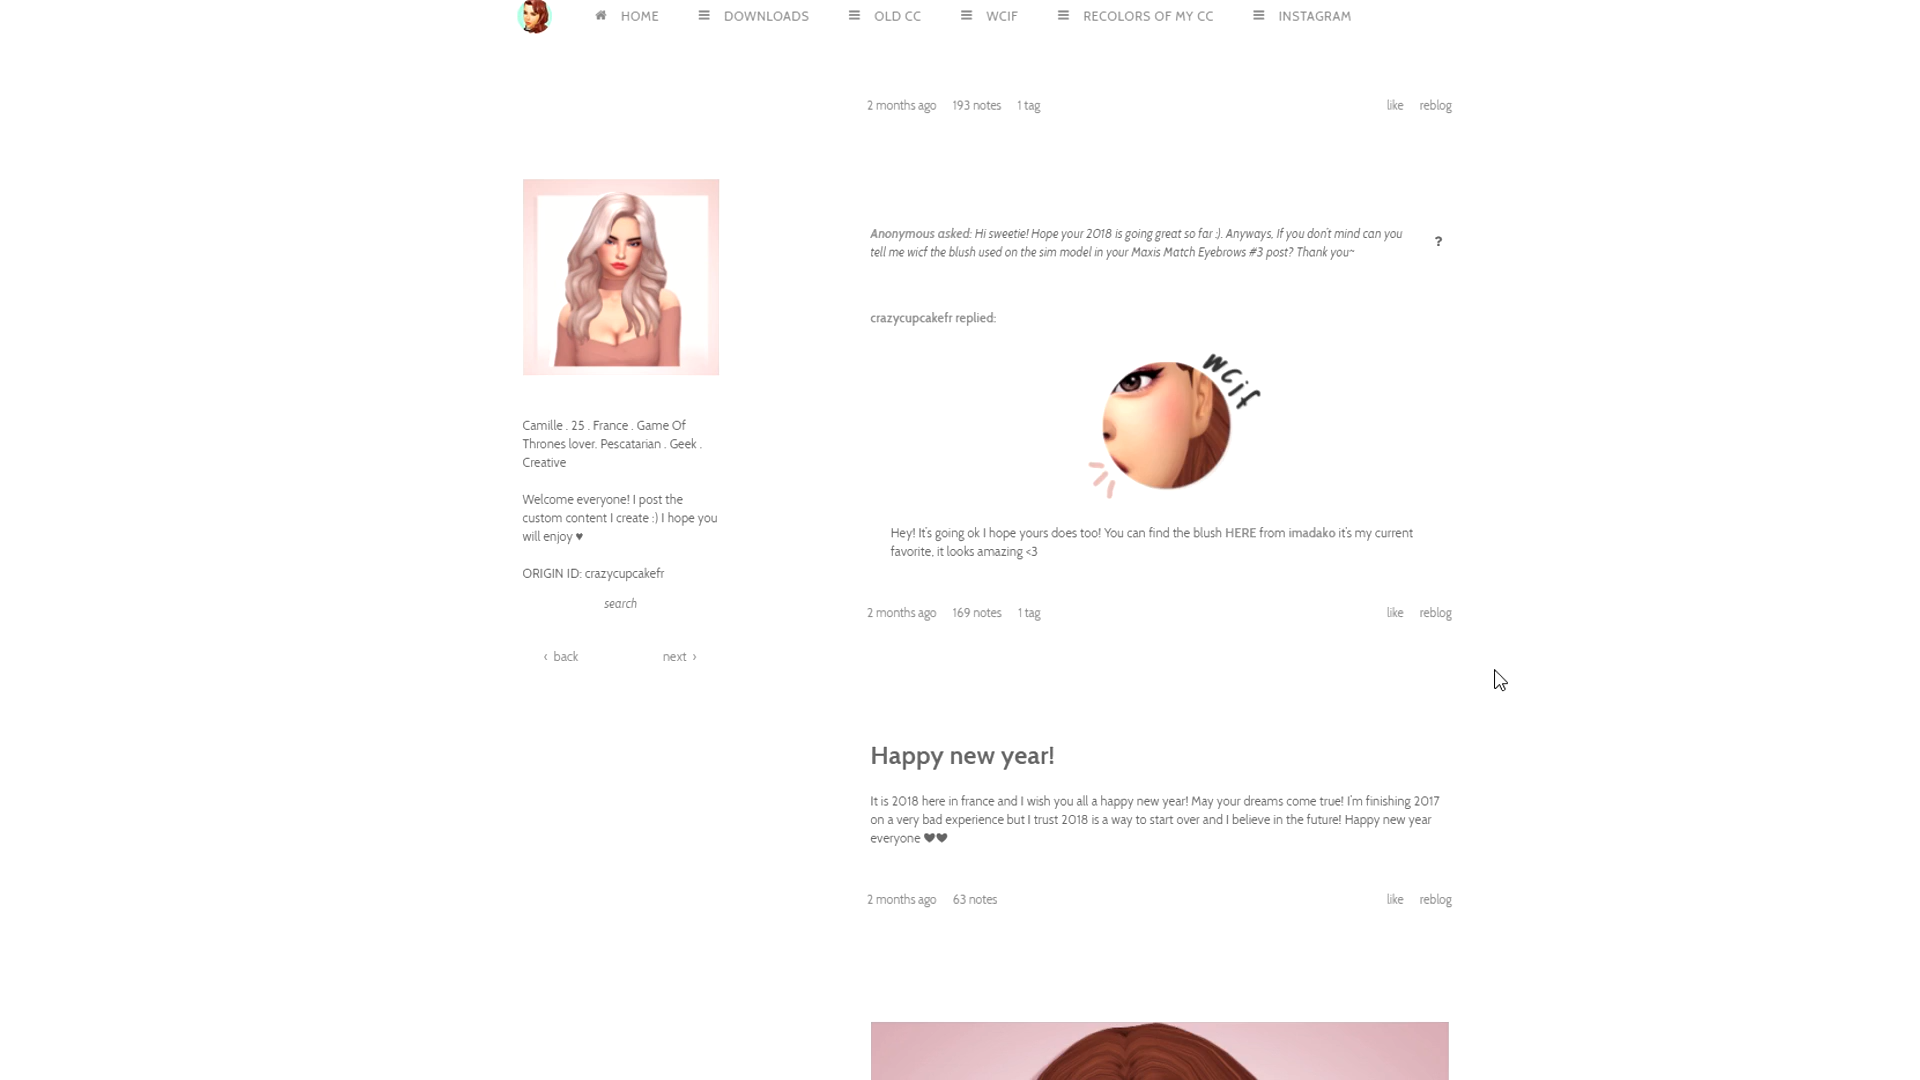 HOME DOWNLOADS OLD CC WCIF RECOLORS OF MY CC INSTAGRAM
2 months ago 193 notes 1 tag like reblog
Camille . 25 . France . Game Of
Thrones lover. Pescatarian . Geek .
Creative
Welcome everyone! I post the
custom content I create :) I hope you
will enjoy ♥
ORIGIN ID: crazycupcakefr
search
‹ back next ›
Anonymous asked: Hi sweetie! Hope your 2018 is going great so far :). Anyways, If you don't mind can you
tell me wicf the blush used on the sim model in your Maxis Match Eyebrows #3 post? Thank you~
?
crazycupcakefr replied:
wcif
Hey! It's going ok I hope yours does too! You can find the blush HERE from imadako it's my current
favorite, it looks amazing <3
2 months ago 169 notes 1 tag like reblog
Happy new year!
It is 2018 here in france and I wish you all a happy new year! May your dreams come true! I'm finishing 2017
on a very bad experience but I trust 2018 is a way to start over and I believe in the future! Happy new year
everyone ♥♥
2 months ago 63 notes like reblog